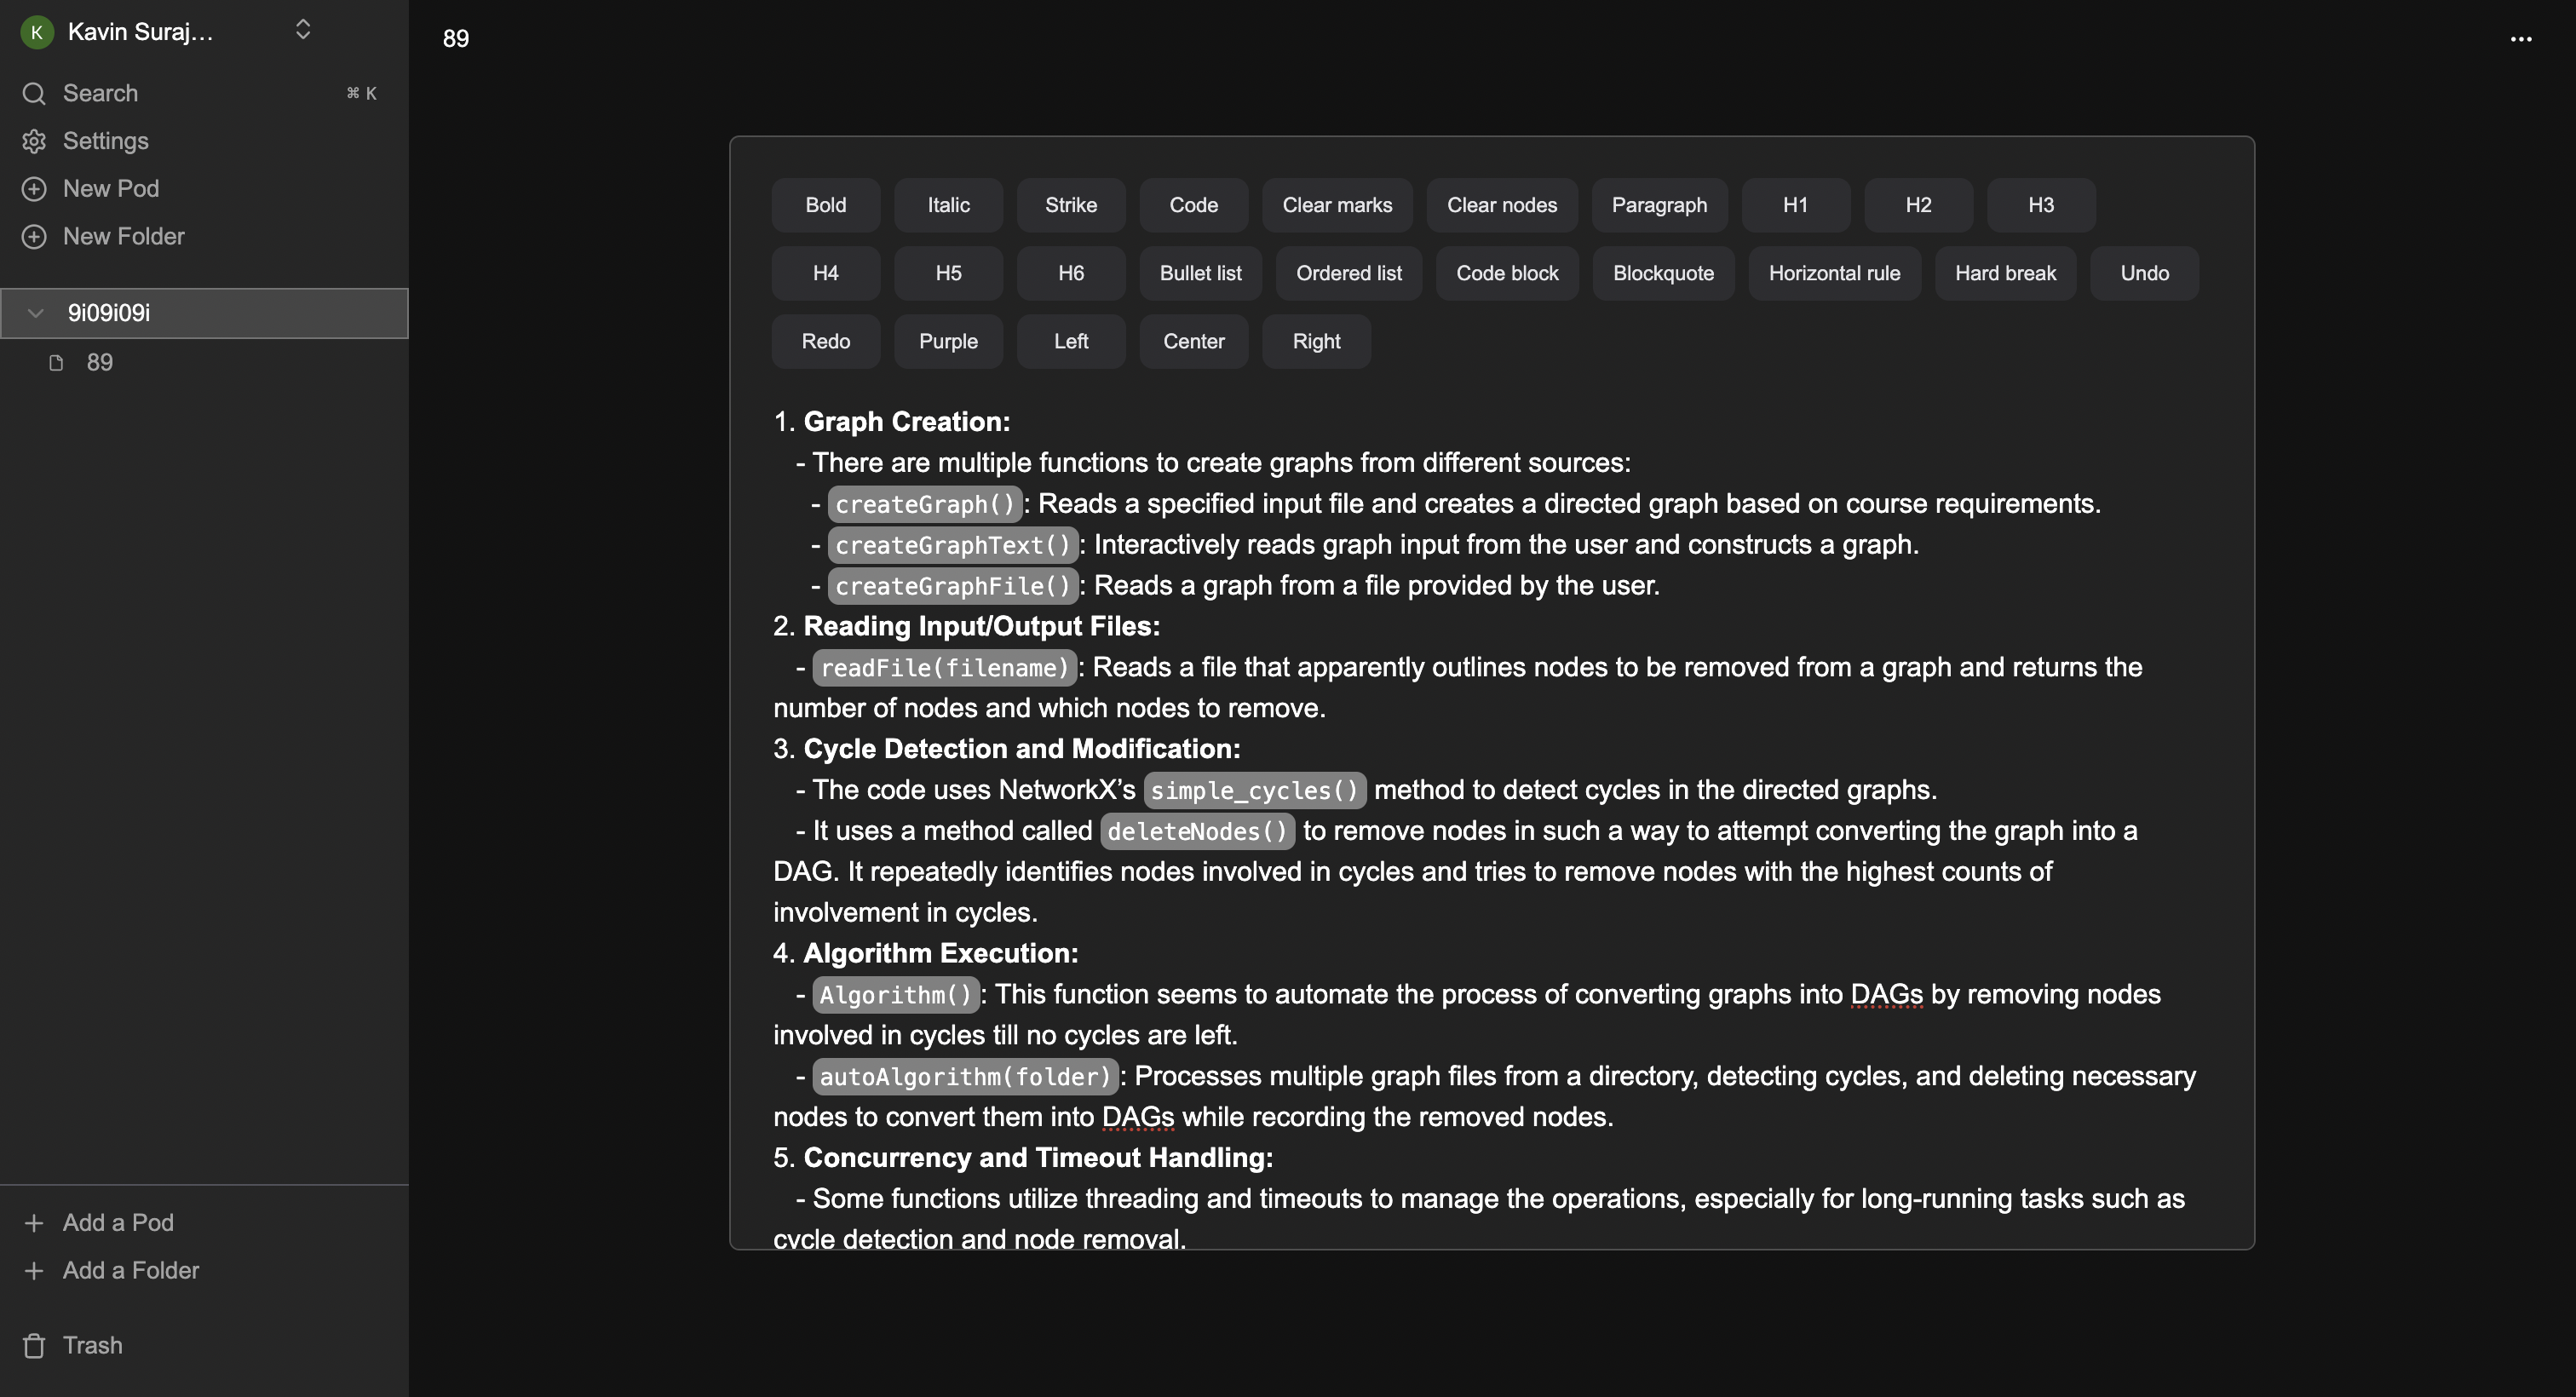 K Kavin Suraj...
Search ⌘ K
Settings
New Pod
New Folder
9i09i09i
89
Add a Pod
Add a Folder
Trash
89
Bold Italic Strike Code Clear marks Clear nodes Paragraph H1 H2 H3
H4 H5 H6 Bullet list Ordered list Code block Blockquote Horizontal rule Hard break Undo
Redo Purple Left Center Right
1. Graph Creation:
- There are multiple functions to create graphs from different sources:
- createGraph(): Reads a specified input file and creates a directed graph based on course requirements.
- createGraphText(): Interactively reads graph input from the user and constructs a graph.
- createGraphFile(): Reads a graph from a file provided by the user.
2. Reading Input/Output Files:
- readFile(filename): Reads a file that apparently outlines nodes to be removed from a graph and returns the
number of nodes and which nodes to remove.
3. Cycle Detection and Modification:
- The code uses NetworkX’s simple_cycles() method to detect cycles in the directed graphs.
- It uses a method called deleteNodes() to remove nodes in such a way to attempt converting the graph into a
DAG. It repeatedly identifies nodes involved in cycles and tries to remove nodes with the highest counts of
involvement in cycles.
4. Algorithm Execution:
- Algorithm(): This function seems to automate the process of converting graphs into DAGs by removing nodes
involved in cycles till no cycles are left.
- autoAlgorithm(folder): Processes multiple graph files from a directory, detecting cycles, and deleting necessary
nodes to convert them into DAGs while recording the removed nodes.
5. Concurrency and Timeout Handling:
- Some functions utilize threading and timeouts to manage the operations, especially for long-running tasks such as
cycle detection and node removal.